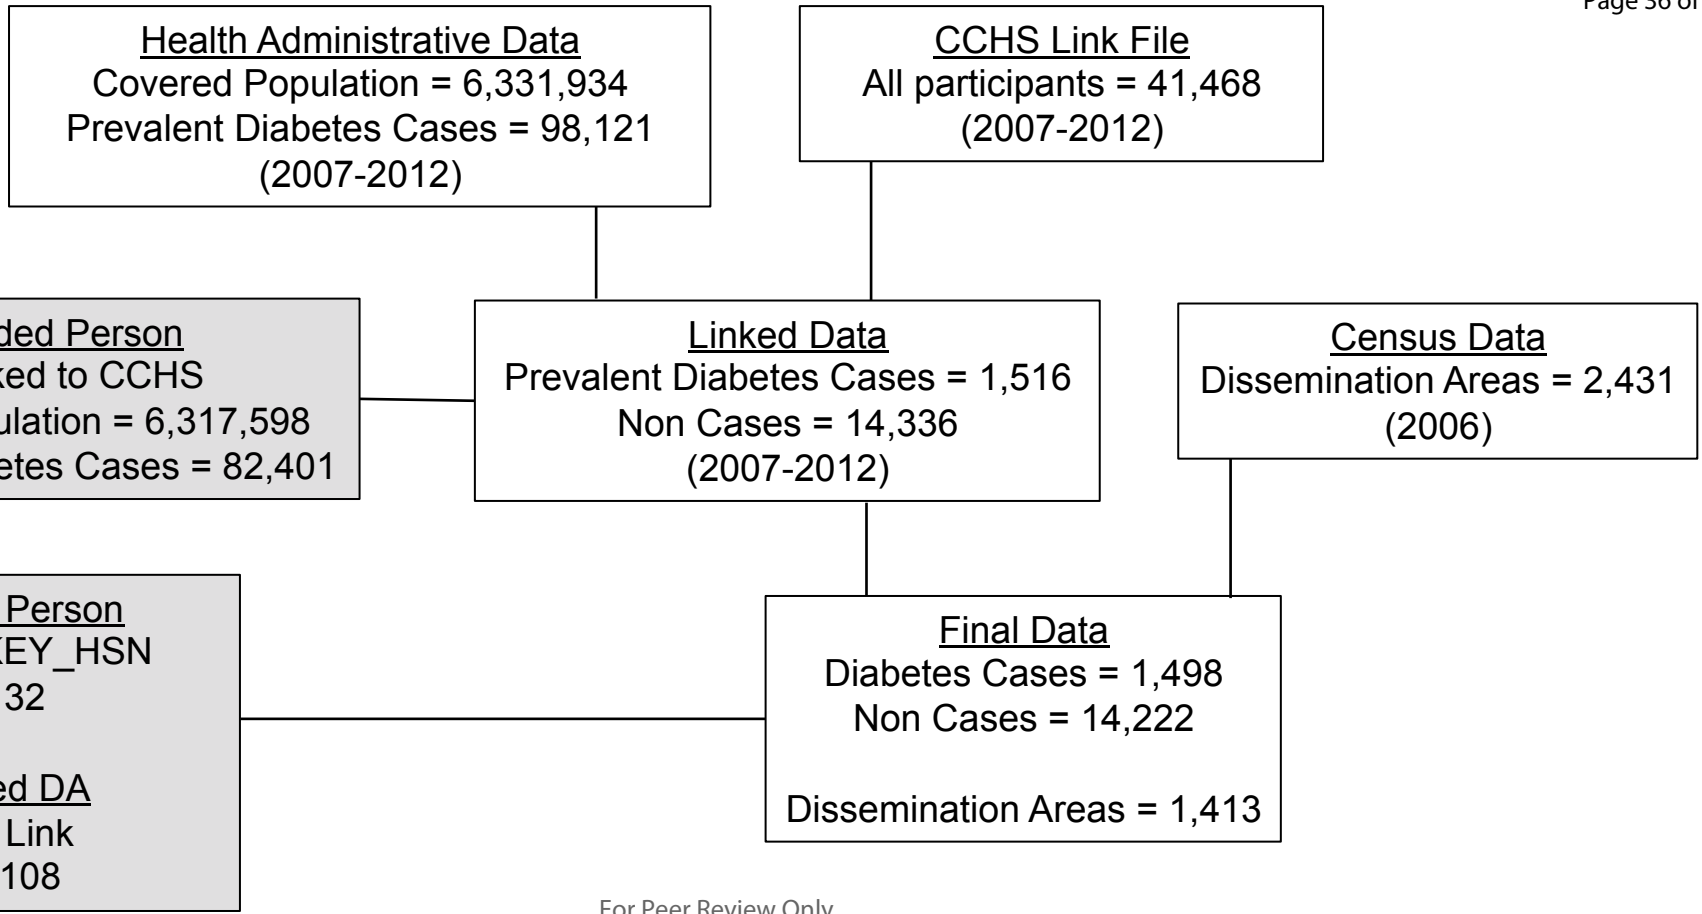 Page 36 of
Health Administrative Data
Covered Population = 6,331,934
Prevalent Diabetes Cases = 98,121
(2007-2012)
CCHS Link File
All participants = 41,468
(2007-2012)
ded Person
ked to CCHS
ulation = 6,317,598
etes Cases = 82,401
Linked Data
Prevalent Diabetes Cases = 1,516
Non Cases = 14,336
(2007-2012)
Census Data
Dissemination Areas = 2,431
(2006)
Person
KEY_HSN
32
ed DA
Link
108
Final Data
Diabetes Cases = 1,498
Non Cases = 14,222
Dissemination Areas = 1,413
For Peer Review Only